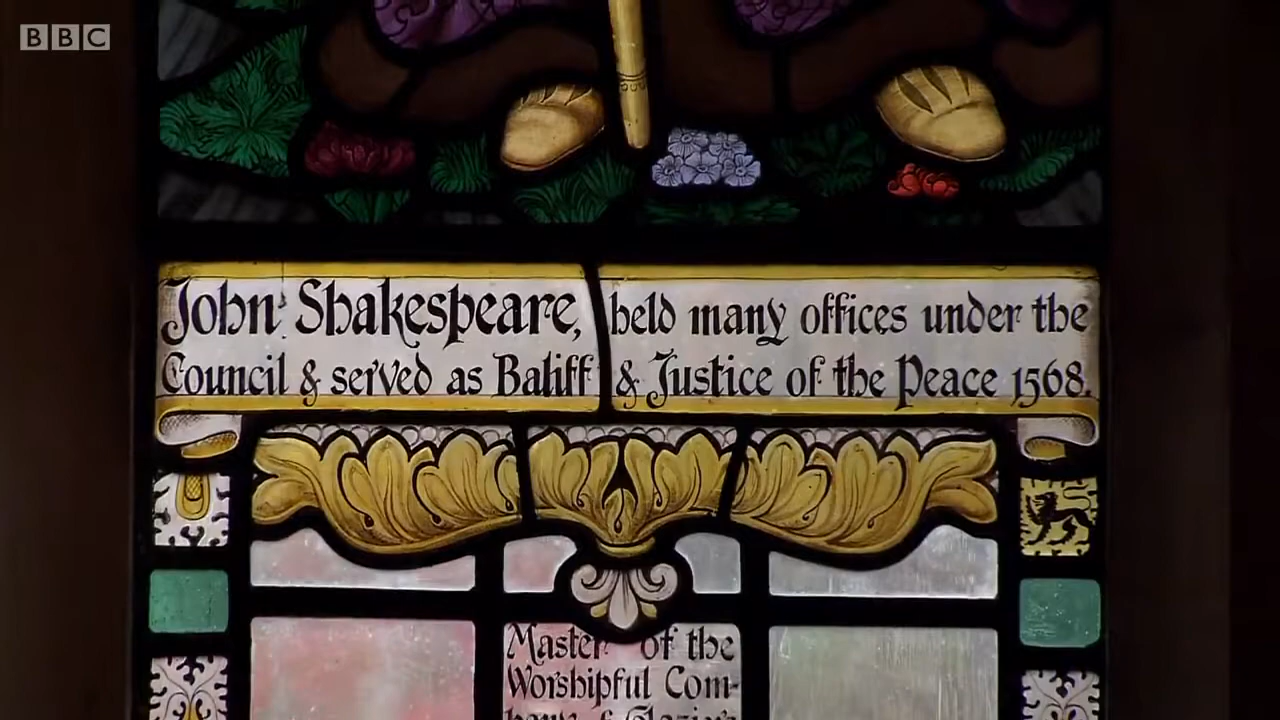 BBC
John Shakespeare, held many offices under the
Council & served as Baliff & Justice of the Peace 1568.
Master of the
Worshipful Com-